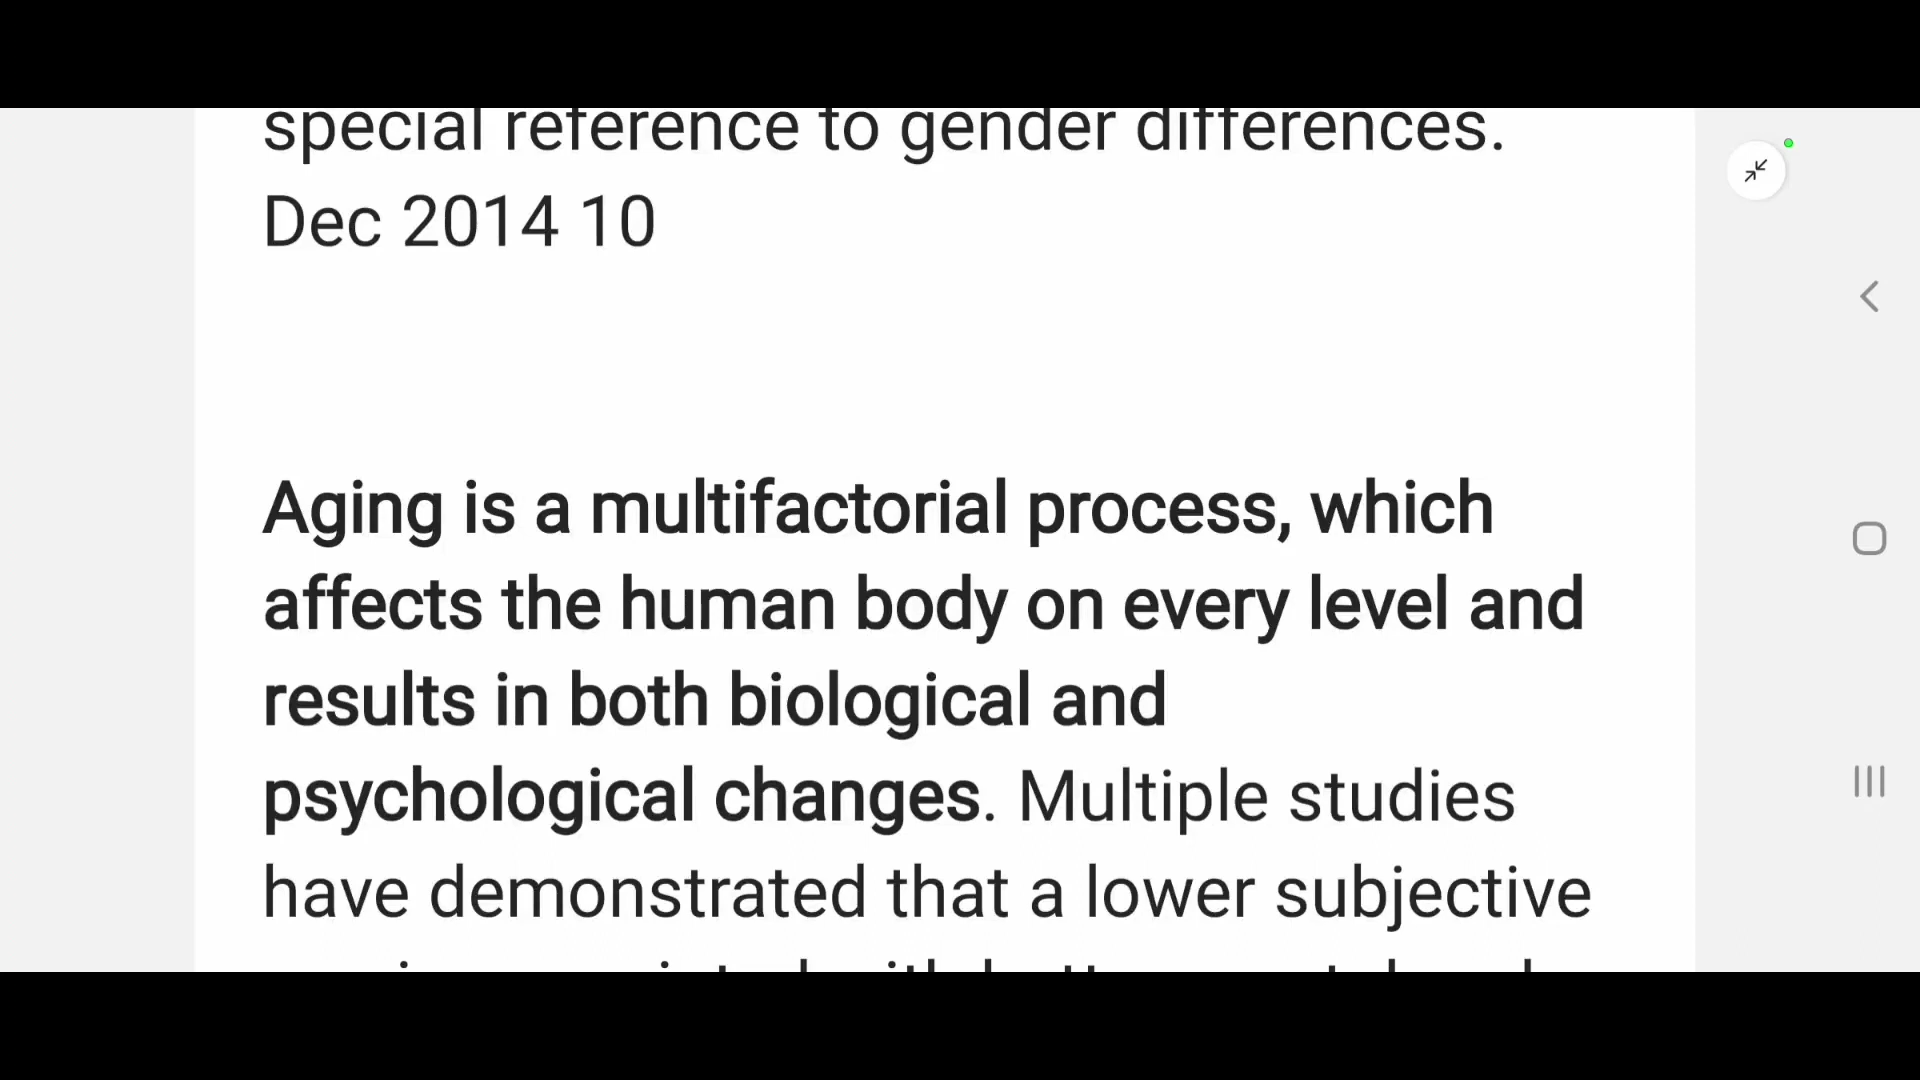 special reference to gender differences.
Dec 2014 10
Aging is a multifactorial process, which
affects the human body on every level and
results in both biological and
psychological changes. Multiple studies
have demonstrated that a lower subjective